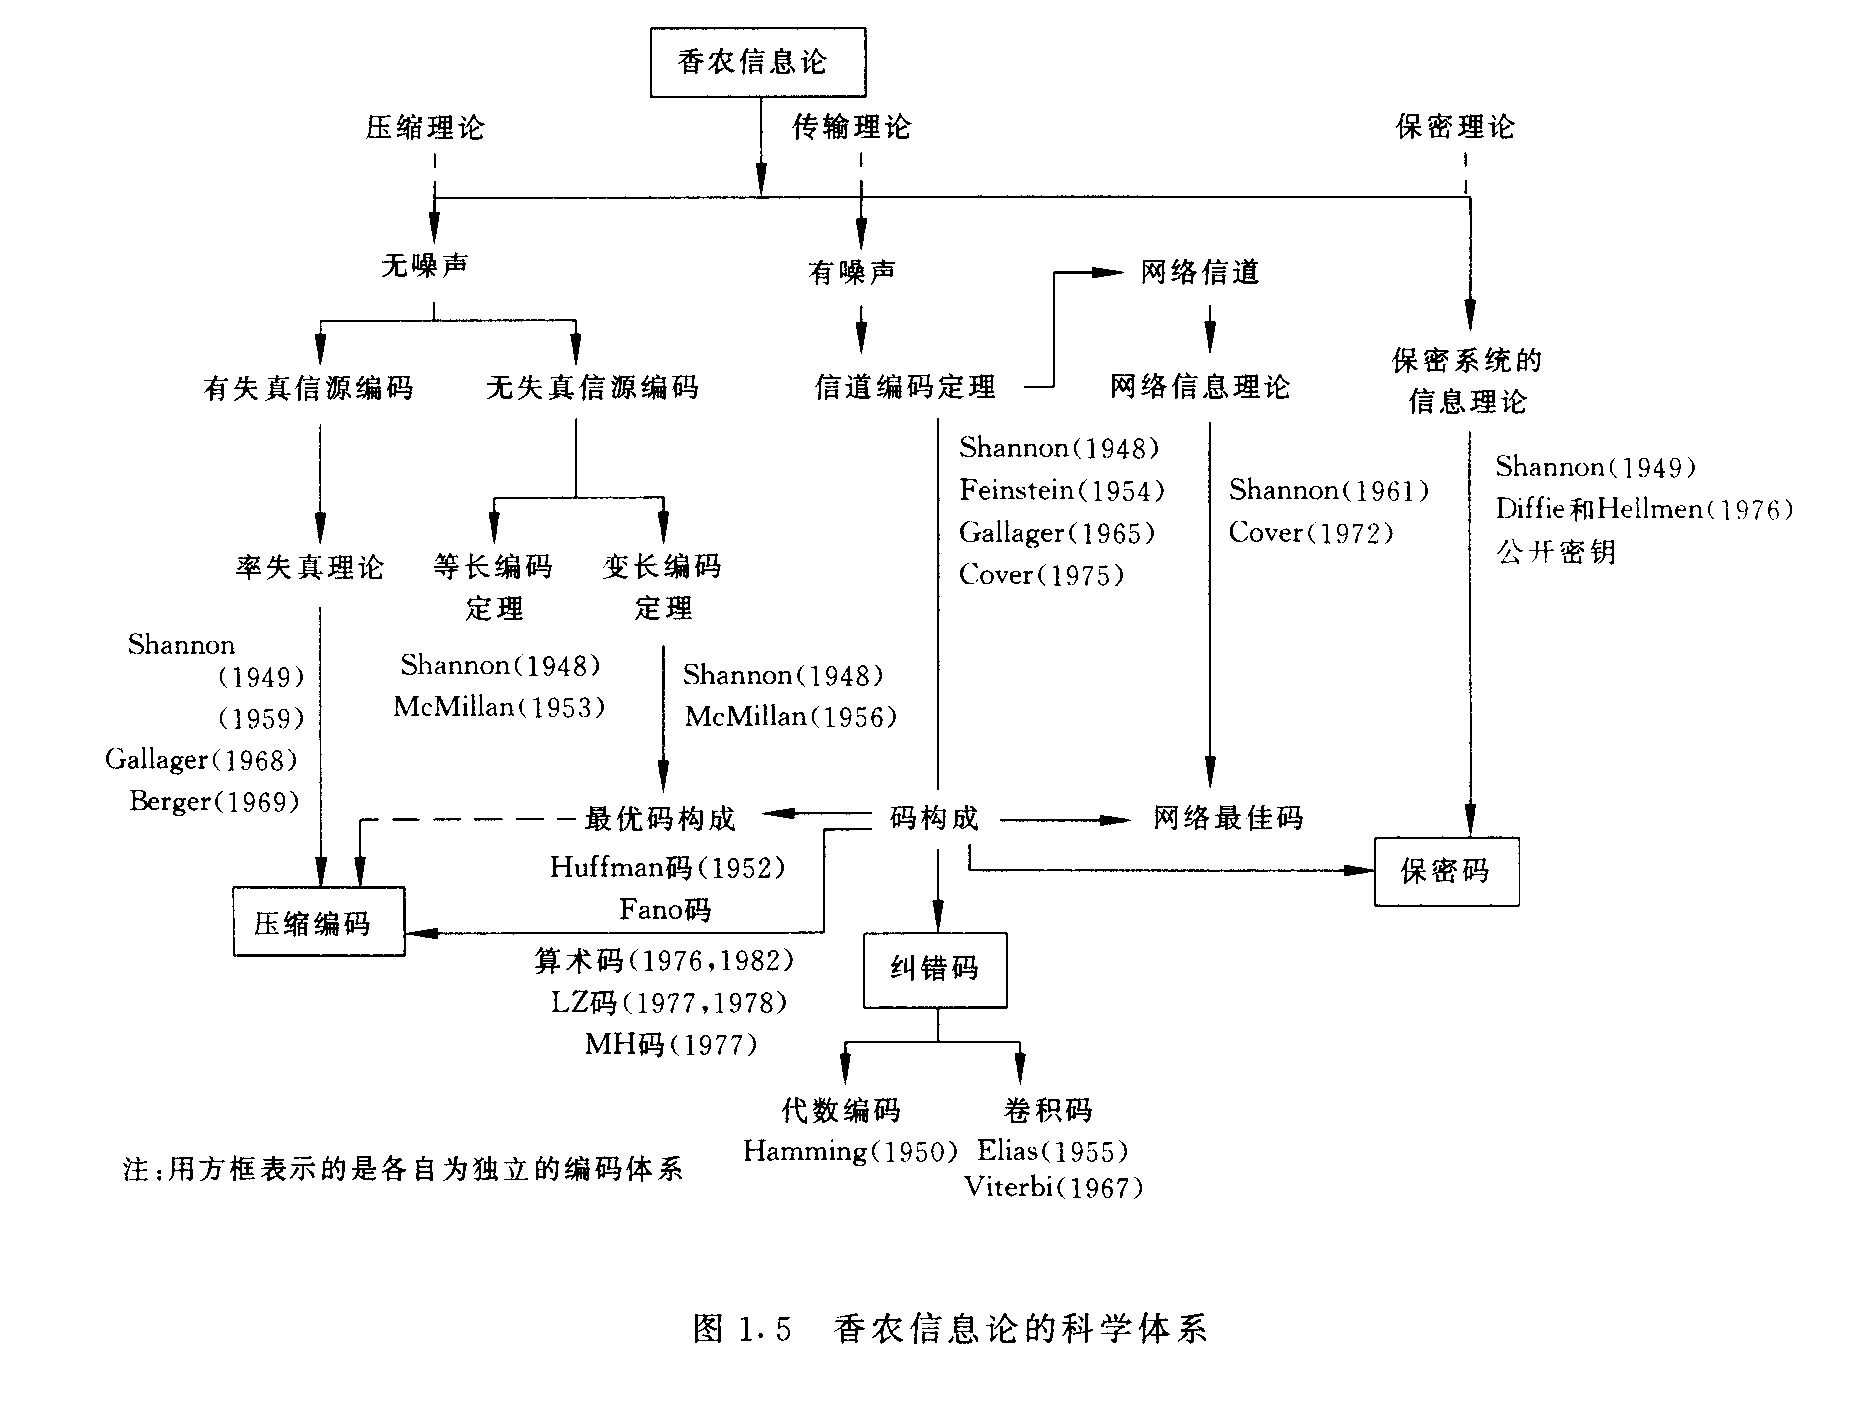 香农信息论
压缩理论
传输理论
保密理论
无噪声
有噪声
网络信道
有失真信源编码
无失真信源编码
信道编码定理
网络信息理论
保密系统的
信息理论
Shannon(1948)
Feinstein(1954)
Gallager(1965)
Cover(1975)
Shannon(1961)
Cover(1972)
Shannon(1949)
Diffie和Hellmen(1976)
公开密钥
率失真理论
等长编码
定理
变长编码
定理
Shannon
(1949)
(1959)
Gallager(1968)
Berger(1969)
Shannon(1948)
McMillan(1953)
Shannon(1948)
McMillan(1956)
最优码构成
码构成
网络最佳码
Huffman码(1952)
Fano码
保密码
压缩编码
算术码(1976,1982)
LZ码(1977,1978)
MH码(1977)
纠错码
代数编码
Hamming(1950)
卷积码
Elias(1955)
Viterbi(1967)
注:用方框表示的是各自为独立的编码体系
图 1.5 香农信息论的科学体系